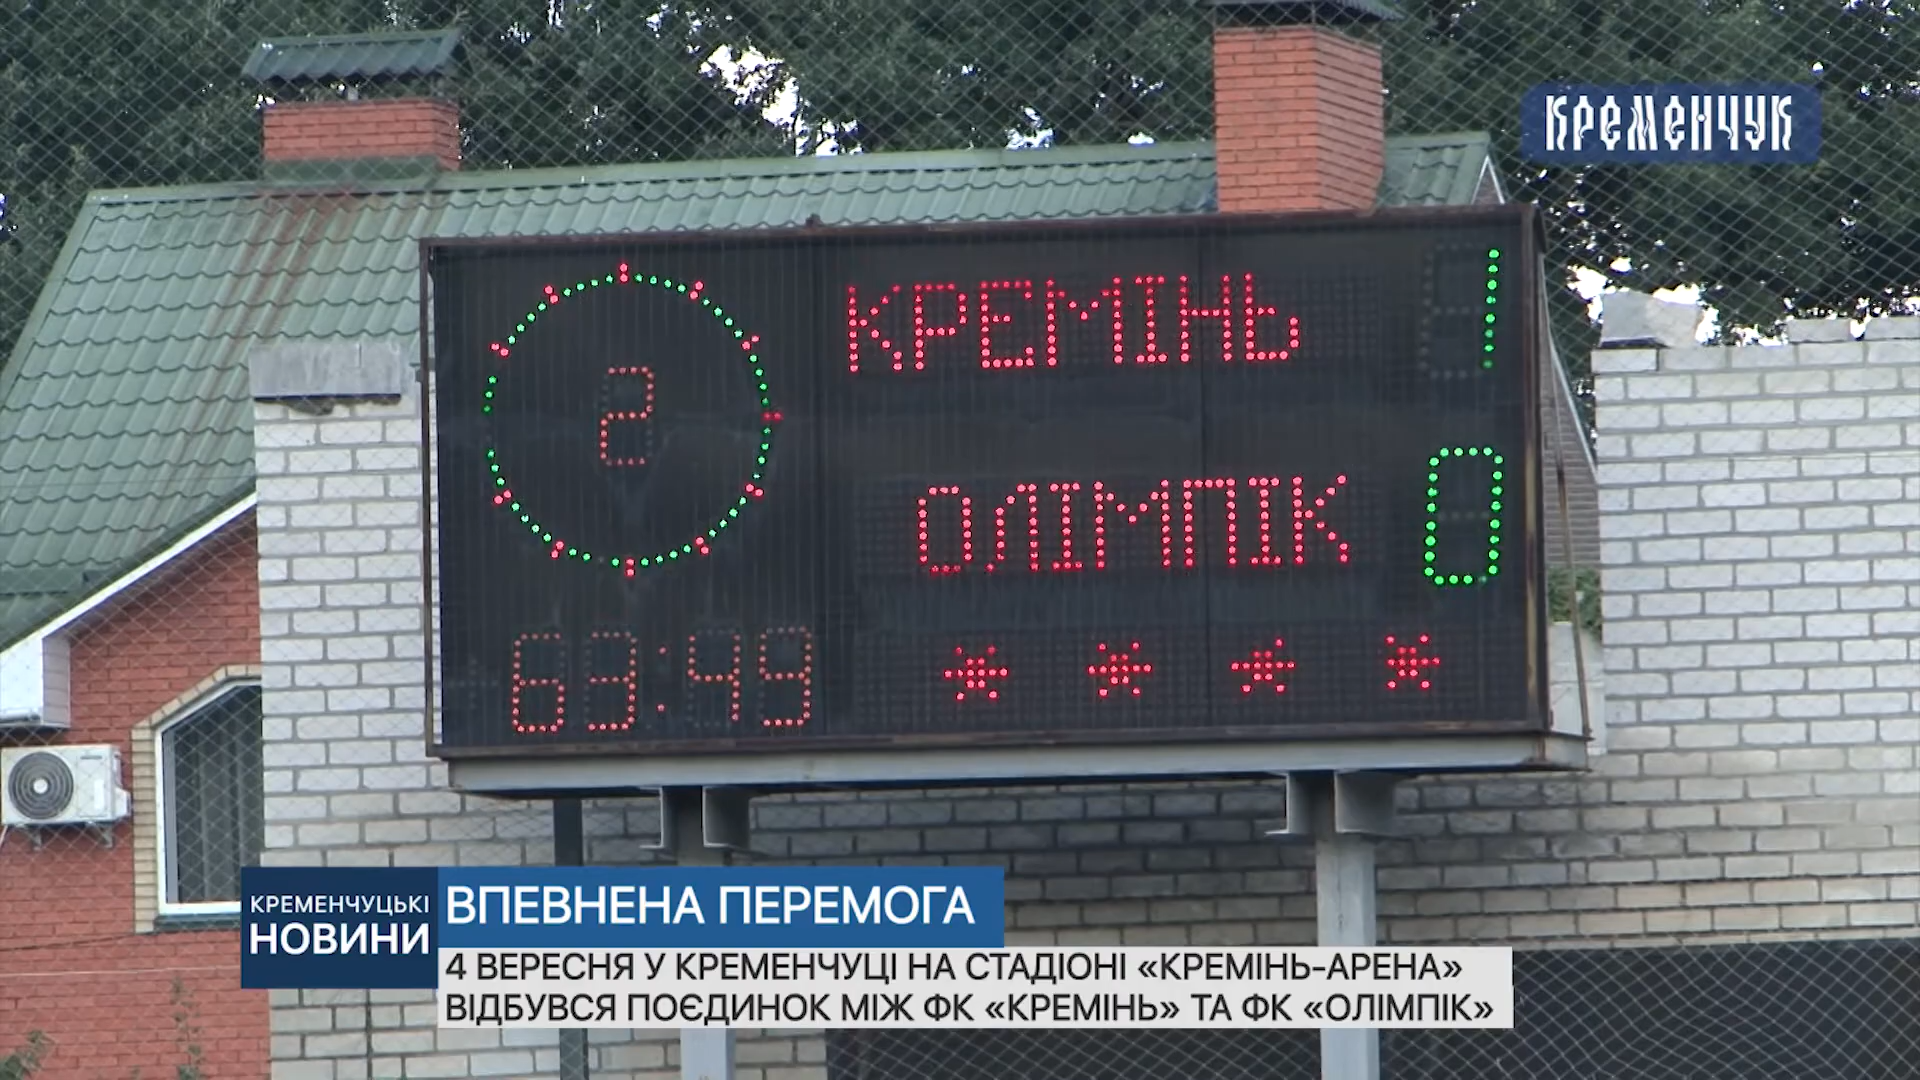 КРЕМЕНЧУК
КРЕМІНЬ 1
2
ОЛІМПІК 0
63:49
* * * *
КРЕМЕНЧУЦЬКІ
НОВИНИ
ВПЕВНЕНА ПЕРЕМОГА
4 ВЕРЕСНЯ У КРЕМЕНЧУЦІ НА СТАДІОНІ «КРЕМІНЬ-АРЕНА»
ВІДБУВСЯ ПОЄДИНОК МІЖ ФК «КРЕМІНЬ» ТА ФК «ОЛІМПІК»